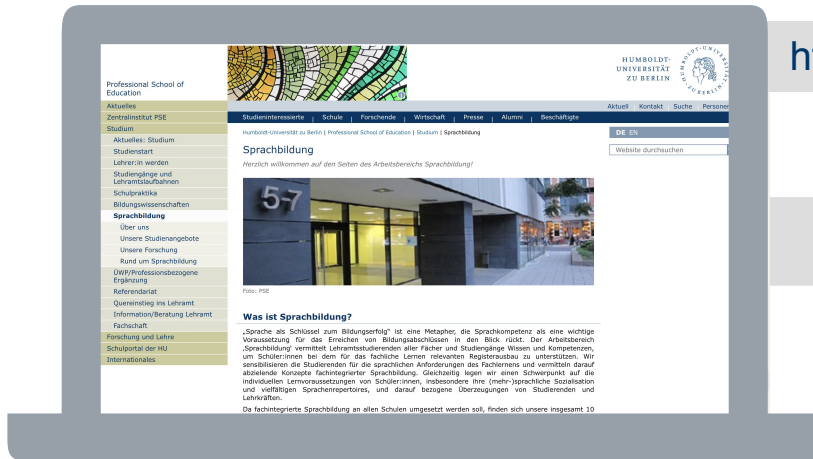 HUMBOLDT-
UNIVERSITÄT
ZU BERLIN
Professional School of
Education
Aktuelles
Zentralinstitut PSE
Studium
Aktuelles: Studium
Studienstart
Lehrer:in werden
Studiengänge und
Lehramtslaufbahnen
Schulpraktika
Bildungswissenschaften
Sprachbildung
Über uns
Unsere Studienangebote
Unsere Forschung
Rund um Sprachbildung
ÜWP/Professionsbezogene
Ergänzung
Referendariat
Quereinstieg ins Lehramt
Information/Beratung Lehramt
Fachschaft
Forschung und Lehre
Schulportal der HU
Internationales
Aktuell Kontakt Suche Personen
Studieninteressierte | Schule | Forschende | Wirtschaft | Presse | Alumni | Beschäftigte
Humboldt-Universität zu Berlin | Professional School of Education | Studium | Sprachbildung
DE EN
Website durchsuchen
Sprachbildung
Herzlich willkommen auf den Seiten des Arbeitsbereichs Sprachbildung!
5-7
Foto: PSE
Was ist Sprachbildung?
„Sprache als Schlüssel zum Bildungserfolg" ist eine Metapher, die Sprachkompetenz als eine wichtige
Voraussetzung für das Erreichen von Bildungsabschlüssen in den Blick rückt. Der Arbeitsbereich
‚Sprachbildung' vermittelt Lehramtsstudierenden aller Fächer und Studiengänge Wissen und Kompetenzen,
um Schüler:innen bei dem für das fachliche Lernen relevanten Registerausbau zu unterstützen. Wir
sensibilisieren die Studierenden für die sprachlichen Anforderungen des Fachlernens und vermitteln darauf
abzielende Konzepte fachintegrierter Sprachbildung. Gleichzeitig legen wir einen Schwerpunkt auf die
individuellen Lernvoraussetzungen von Schüler:innen, insbesondere ihre (mehr-)sprachliche Sozialisation
und vielfältigen Sprachenrepertoires, und darauf bezogene Überzeugungen von Studierenden und
Lehrkräften.
Da fachintegrierte Sprachbildung an allen Schulen umgesetzt werden soll, finden sich unsere insgesamt 10